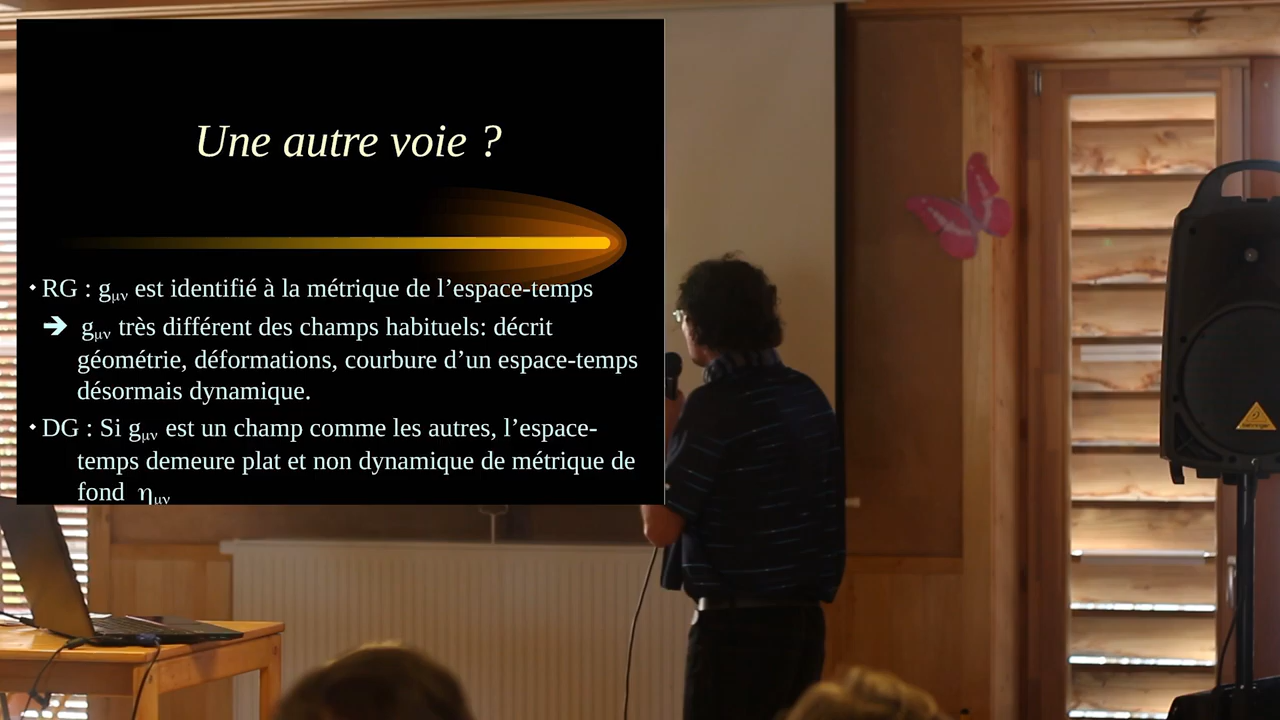 Une autre voie ?
• RG : gμν est identifié à la métrique de l’espace-temps
➔ gμν très différent des champs habituels: décrit
géométrie, déformations, courbure d’un espace-temps
désormais dynamique.
• DG : Si gμν est un champ comme les autres, l’espace-
temps demeure plat et non dynamique de métrique de
fond ημν
behringer